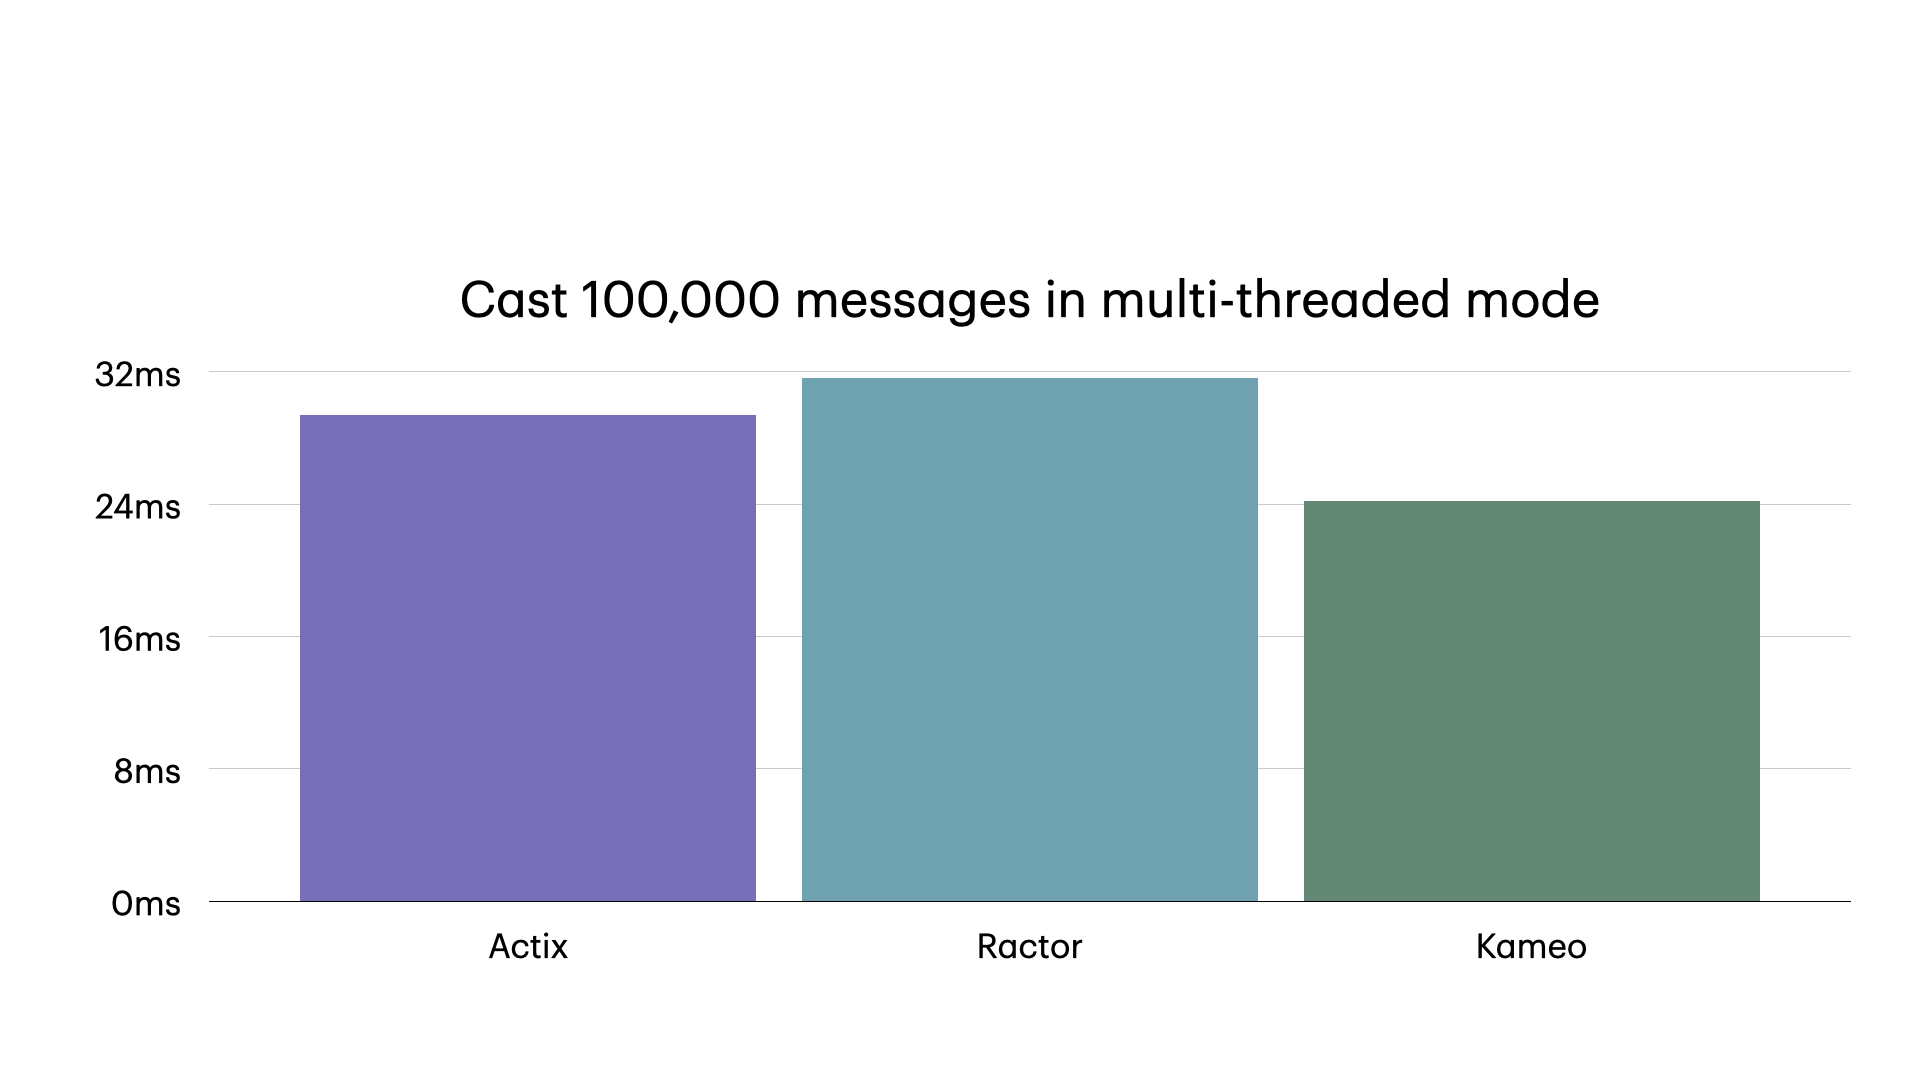 Cast 100,000 messages in multi-threaded mode
32ms
24ms
16ms
8ms
0ms
Actix
Ractor
Kameo